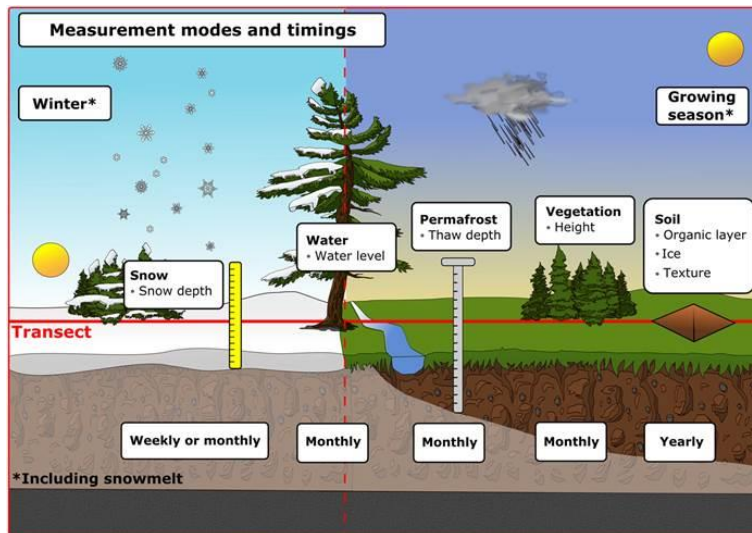 Measurement modes and timings
Winter*
Growing
season*
Snow
• Snow depth
Water
• Water level
Permafrost
• Thaw depth
Vegetation
• Height
Soil
• Organic layer
• Ice
• Texture
Transect
Weekly or monthly
Monthly
Monthly
Monthly
Yearly
*Including snowmelt